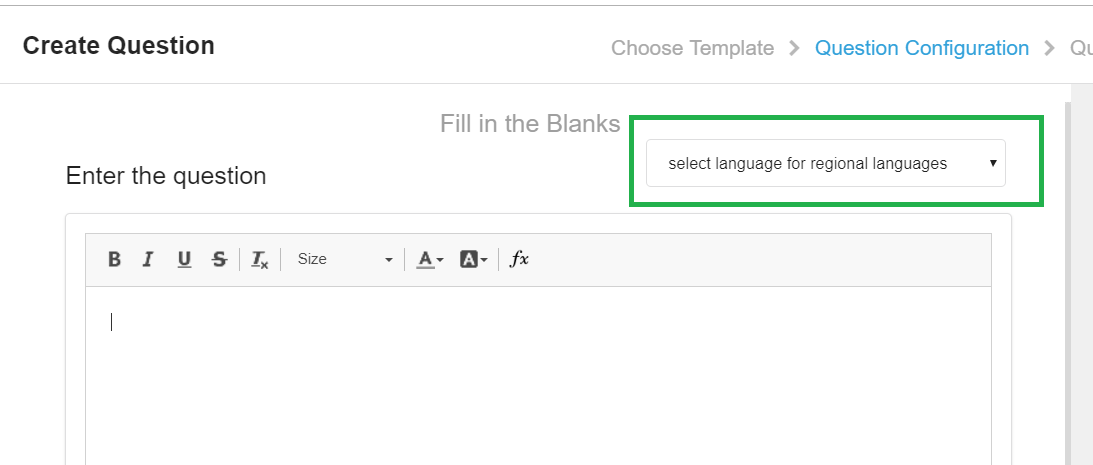 Create Question
Choose Template > Question Configuration > Qu
Fill in the Blanks
select language for regional languages
Enter the question
B I U S Tx Size A A fx